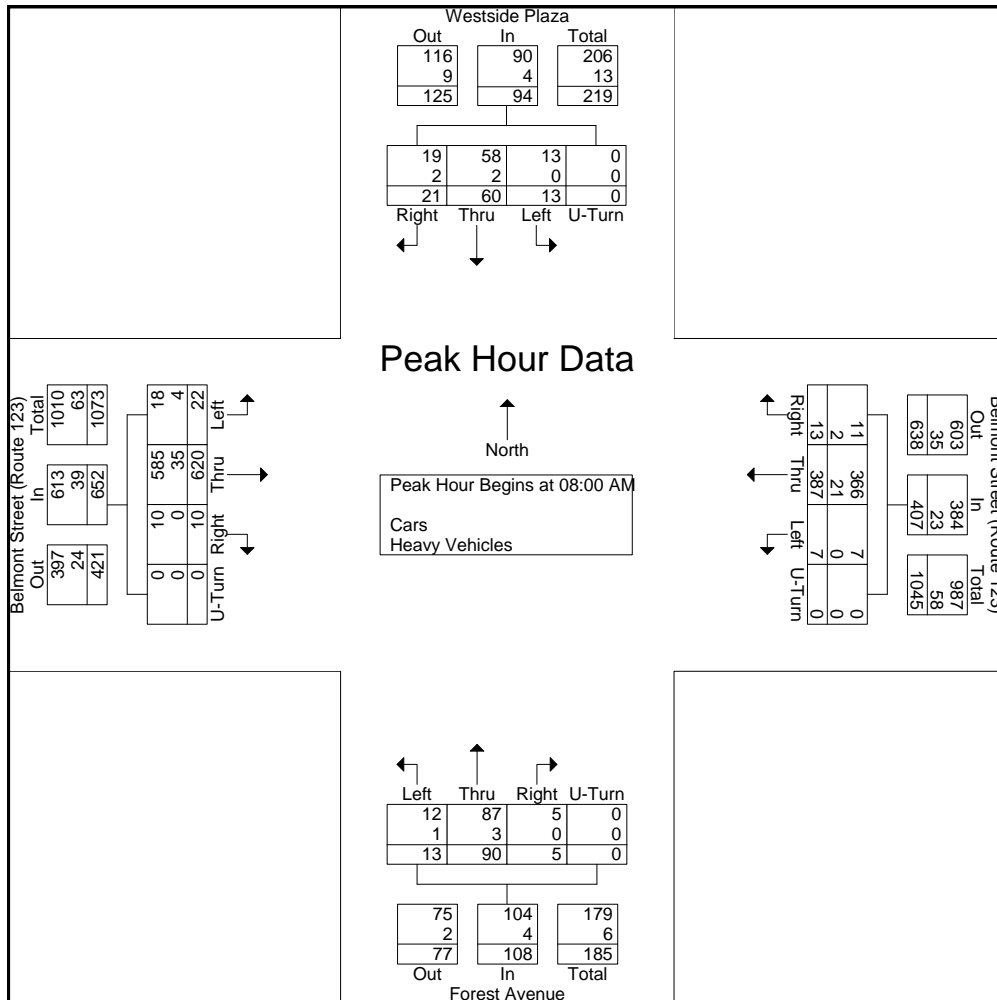 Westside Plaza
Out In Total
116 90 206
9 4 13
125 94 219
19 58 13 0
2 2 0 0
21 60 13 0
Right Thru Left U-Turn
Peak Hour Data
North
Peak Hour Begins at 08:00 AM
Cars
Heavy Vehicles
Belmont Street (Route 123)
Total In Out
1010 613 397
63 39 24
1073 652 421
18 585 10 0
4 35 0 0
22 620 10 0
Left Thru Right U-Turn
Belmont Street (Route 123)
Out In Total
603 384 987
35 23 58
638 407 1045
11 366 7 0
2 21 0 0
13 387 7 0
Right Thru Left U-Turn
Left Thru Right U-Turn
12 87 5 0
1 3 0 0
13 90 5 0
75 104 179
2 4 6
77 108 185
Out In Total
Forest Avenue